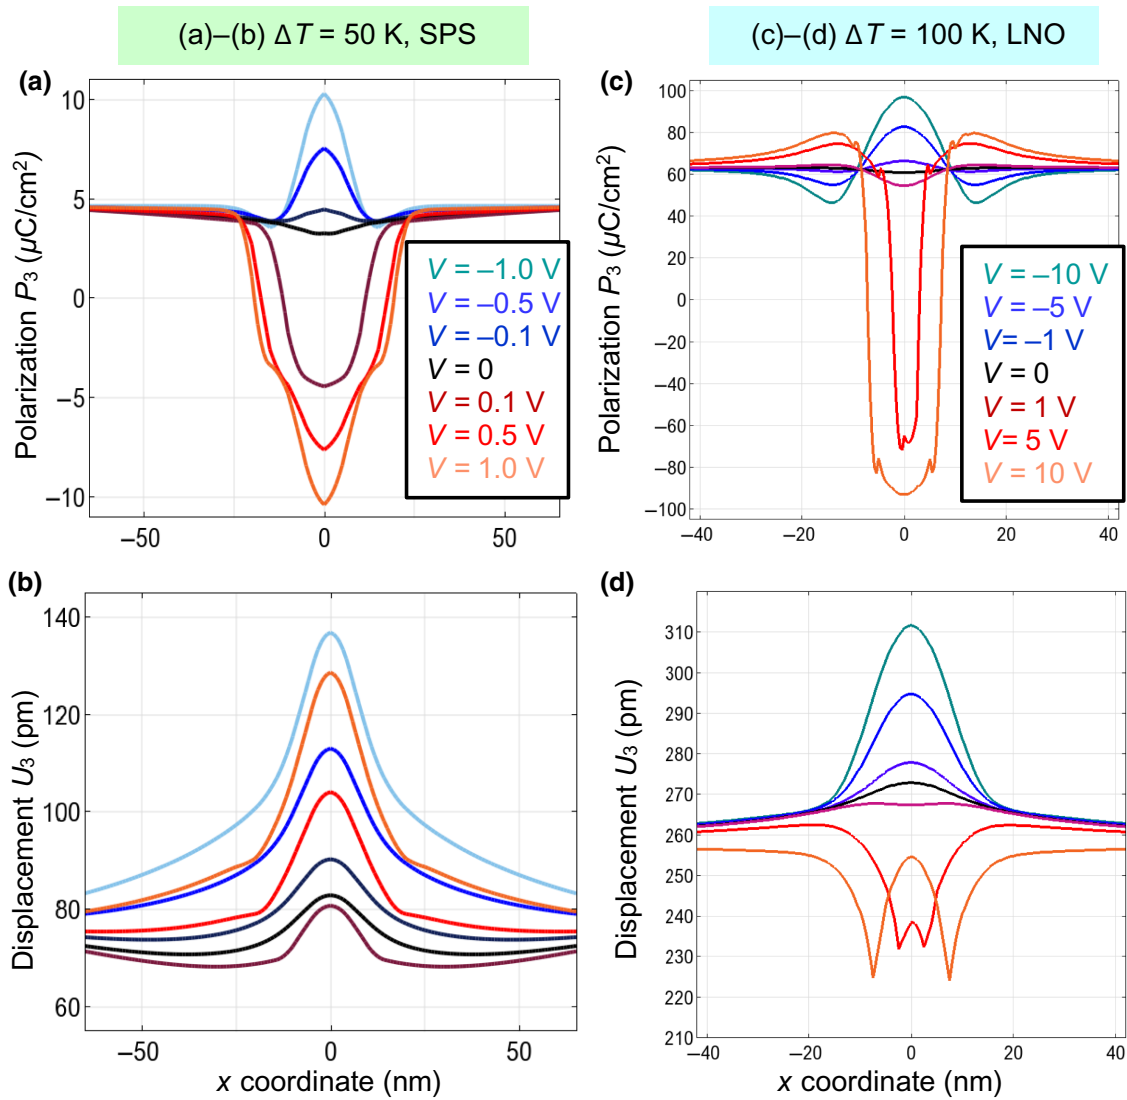 (a)–(b) ΔT = 50 K, SPS
(c)–(d) ΔT = 100 K, LNO
(a)
Polarization P3 (μC/cm2)
10
5
0
–5
–10
–50
0
50
V = –1.0 V
V = –0.5 V
V = –0.1 V
V = 0
V = 0.1 V
V = 0.5 V
V = 1.0 V
(c)
Polarization P3 (μC/cm2)
100
80
60
40
20
0
–20
–40
–60
–80
–100
–40
–20
0
20
40
V = –10 V
V = –5 V
V= –1 V
V = 0
V = 1 V
V= 5 V
V = 10 V
(b)
Displacement U3 (pm)
140
120
100
80
60
–50
0
50
x coordinate (nm)
(d)
Displacement U3 (pm)
310
300
290
280
270
260
250
240
230
220
210
–40
–20
0
20
40
x coordinate (nm)